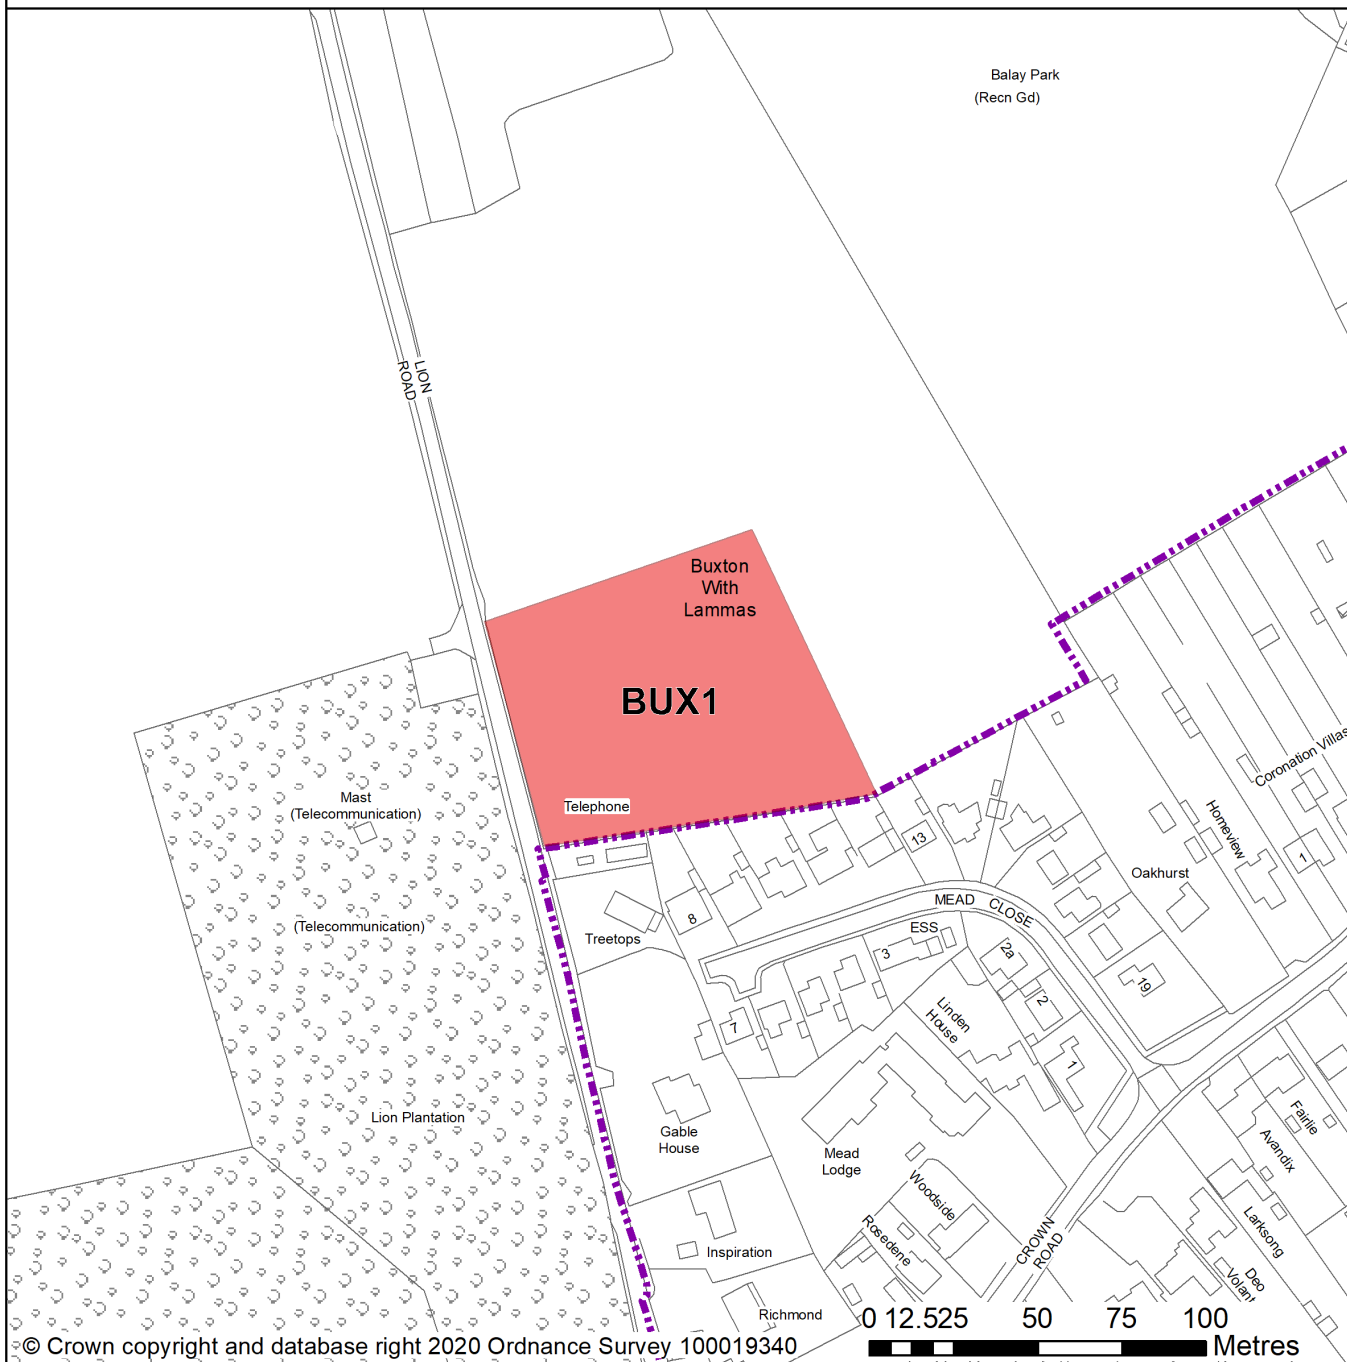 Balay Park
(Recn Gd)
LION
ROAD
Buxton
With
Lammas
BUX1
Telephone
Mast
(Telecommunication)
(Telecommunication)
Lion Plantation
Treetops
8
13
MEAD CLOSE
ESS
3
2a
2
1
7
19
Linden
House
Oakhurst
Homeview
Coronation Villas
1
Gable
House
Mead
Lodge
Woodside
Rosedene
Inspiration
Richmond
CROWN
ROAD
Fairlie
Avandix
Larksong
Deo
© Crown copyright and database right 2020 Ordnance Survey 100019340
0 12.525 50 75 100
Metres